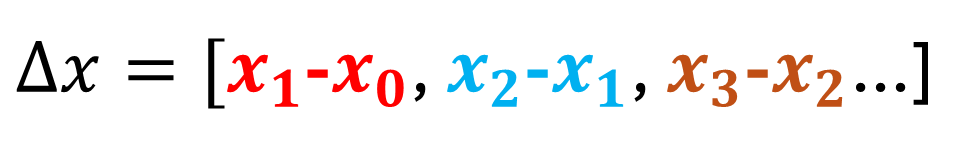 Δx = [x₁-x₀, x₂-x₁, x₃-x₂...]